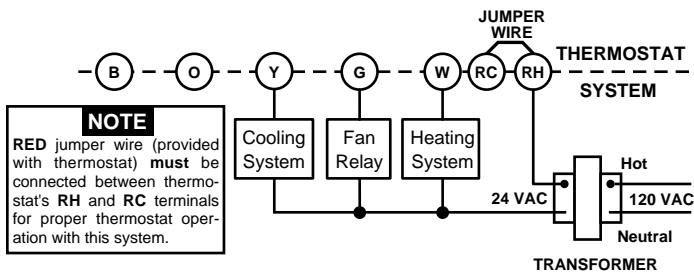 JUMPER
WIRE
THERMOSTAT
B O Y G W RC RH
SYSTEM
NOTE
RED jumper wire (provided
with thermostat) must be
connected between thermo-
stat's RH and RC terminals
for proper thermostat oper-
ation with this system.
Cooling
System
Fan
Relay
Heating
System
Hot
24 VAC
120 VAC
Neutral
TRANSFORMER